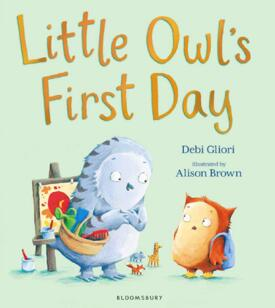 Little Owl's
First Day
Debi Gliori
illustrated by
Alison Brown
BLOOMSBURY